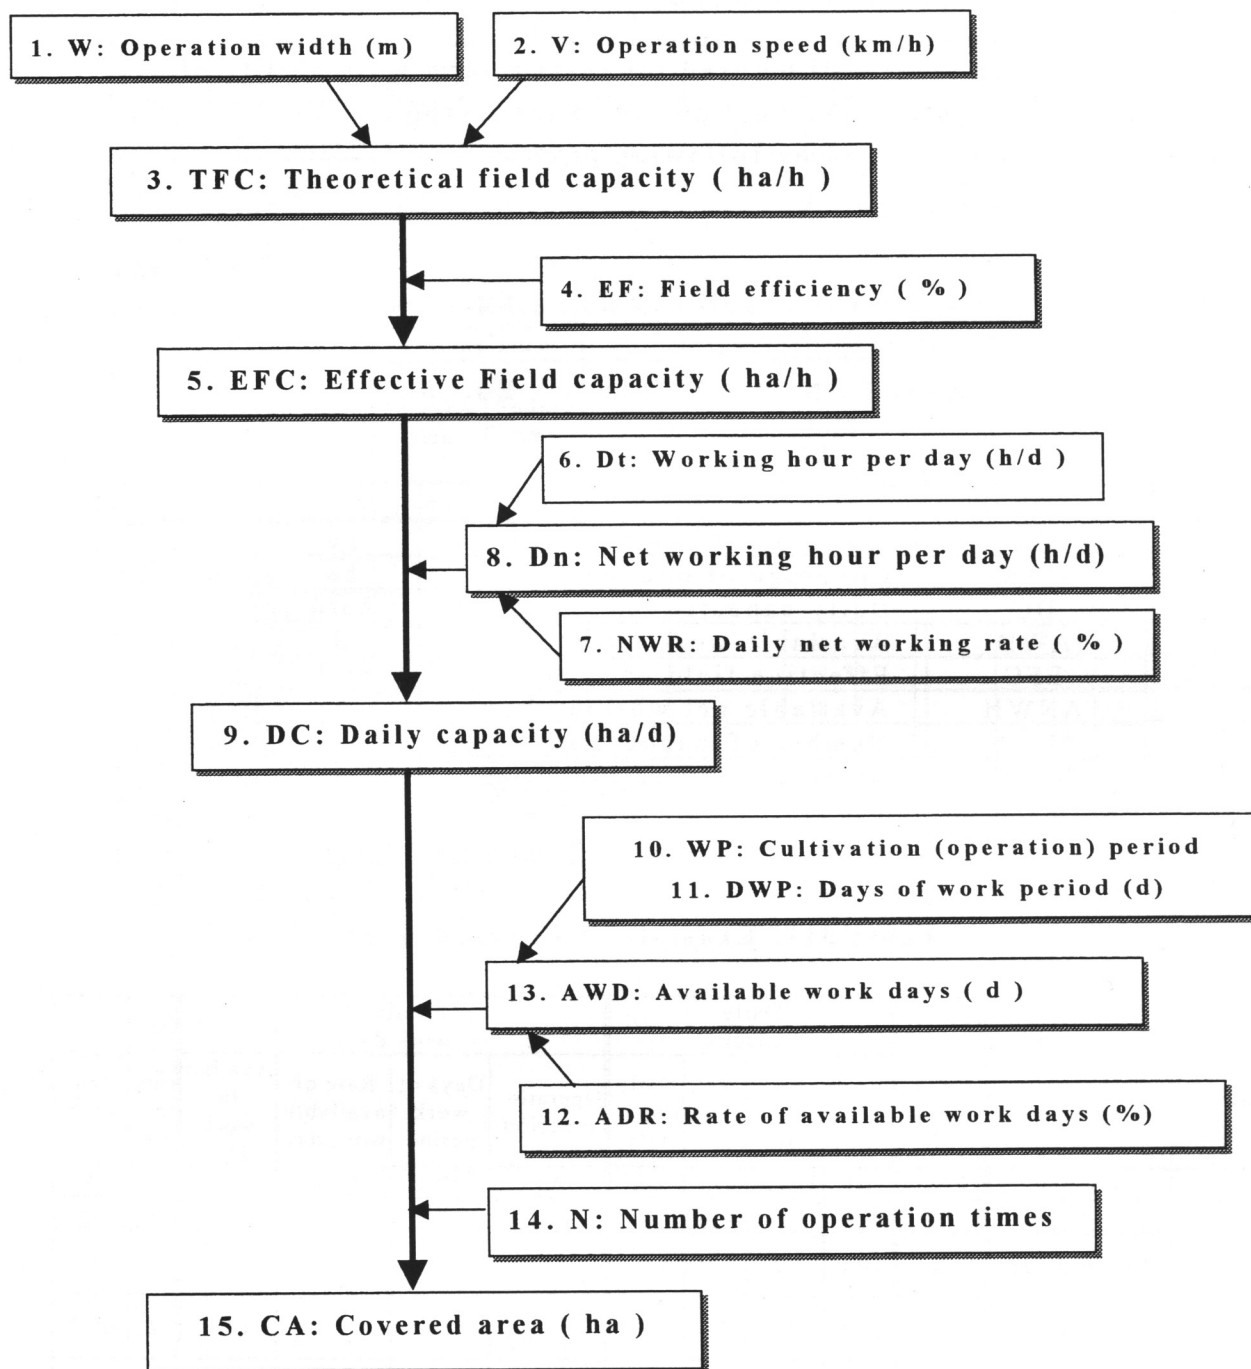 1. W: Operation width (m)
2. V: Operation speed (km/h)
3. TFC: Theoretical field capacity ( ha/h )
4. EF: Field efficiency ( % )
5. EFC: Effective Field capacity ( ha/h )
6. Dt: Working hour per day (h/d )
8. Dn: Net working hour per day (h/d)
7. NWR: Daily net working rate ( % )
9. DC: Daily capacity (ha/d)
10. WP: Cultivation (operation) period
11. DWP: Days of work period (d)
13. AWD: Available work days ( d )
12. ADR: Rate of available work days (%)
14. N: Number of operation times
15. CA: Covered area ( ha )